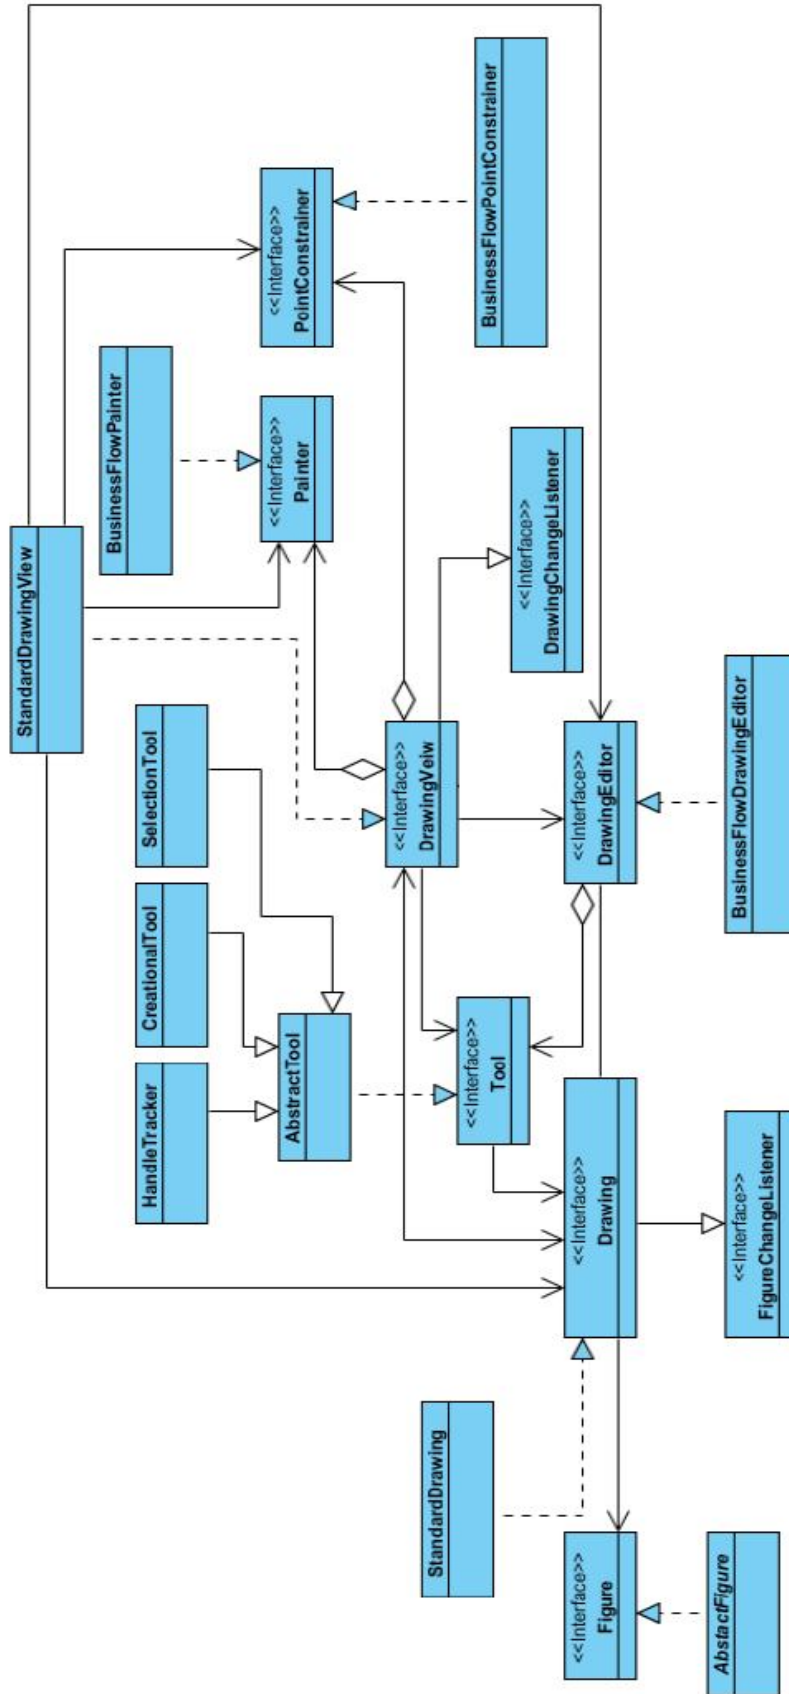 StandardDrawingView
BusinessFlowPainter
HandleTracker
CreationalTool
SelectionTool
AbstractTool
<<Interface>>
Painter
<<Interface>>
PointConstrainer
StandardDrawing
<<Interface>>
DrawingVeiw
<<Interface>>
Tool
BusinessFlowPointConstrainer
<<Interface>>
DrawingChangeListener
<<Interface>>
Figure
<<Interface>>
Drawing
<<Interface>>
DrawingEditor
AbstactFigure
<<Interface>>
FigureChangeListener
BusinessFlowDrawingEditor